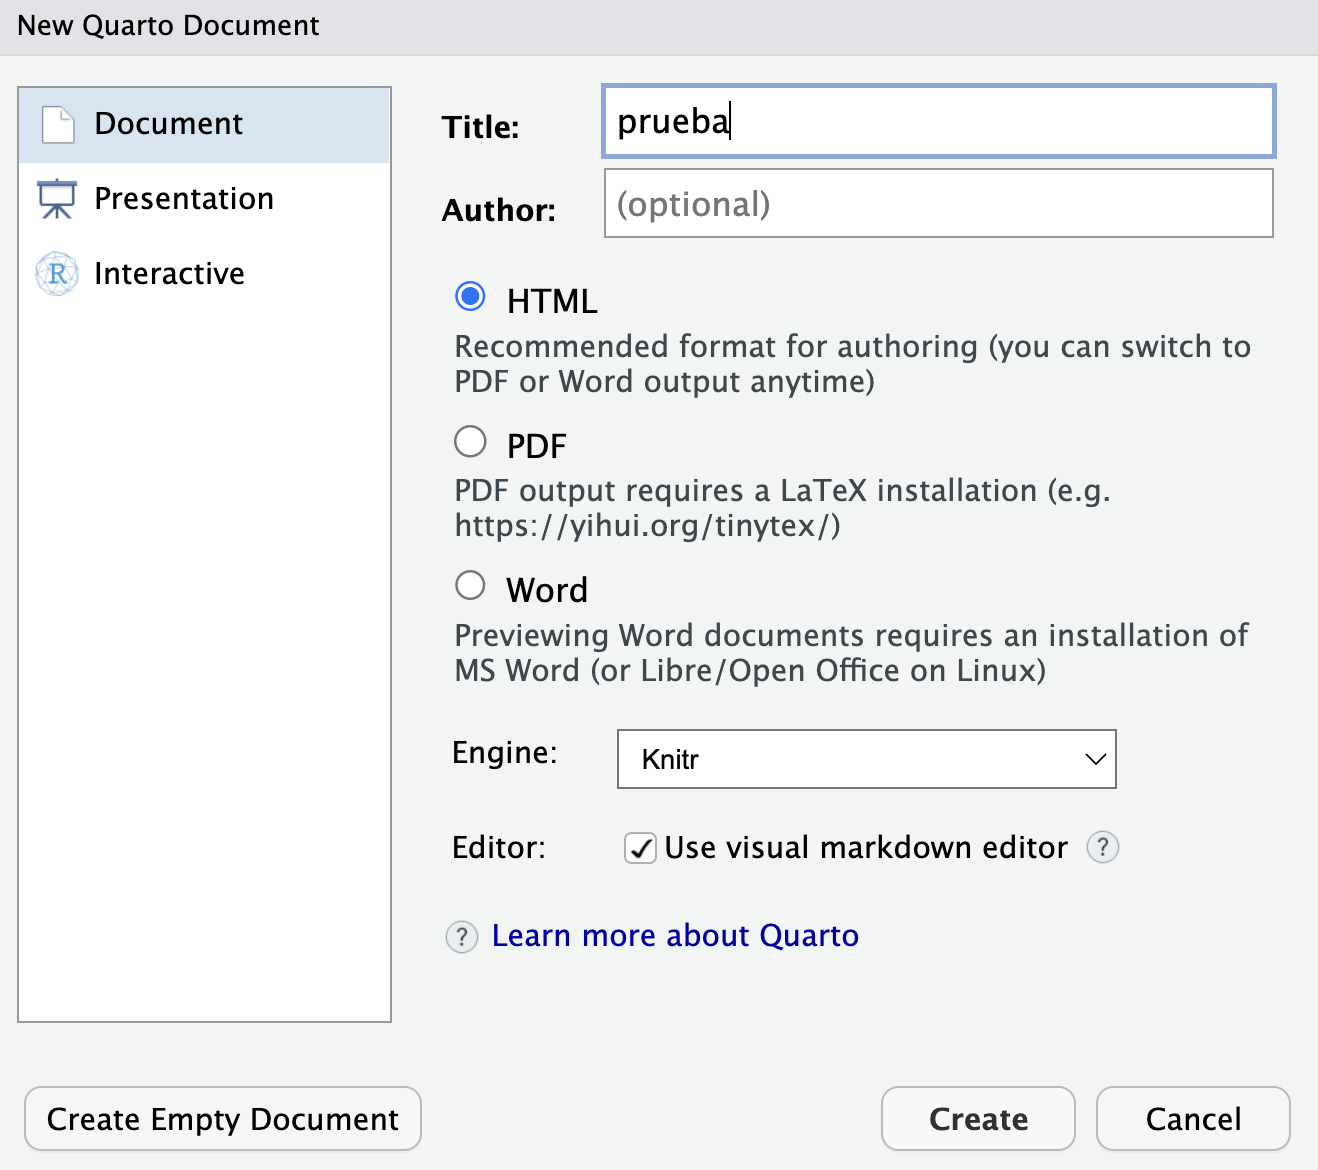 New Quarto Document
Document
Presentation
R Interactive
Title: prueba
Author: (optional)
HTML
Recommended format for authoring (you can switch to
PDF or Word output anytime)
PDF
PDF output requires a LaTeX installation (e.g.
https://yihui.org/tinytex/)
Word
Previewing Word documents requires an installation of
MS Word (or Libre/Open Office on Linux)
Engine: Knitr
Editor: Use visual markdown editor ?
? Learn more about Quarto
Create Empty Document Create Cancel